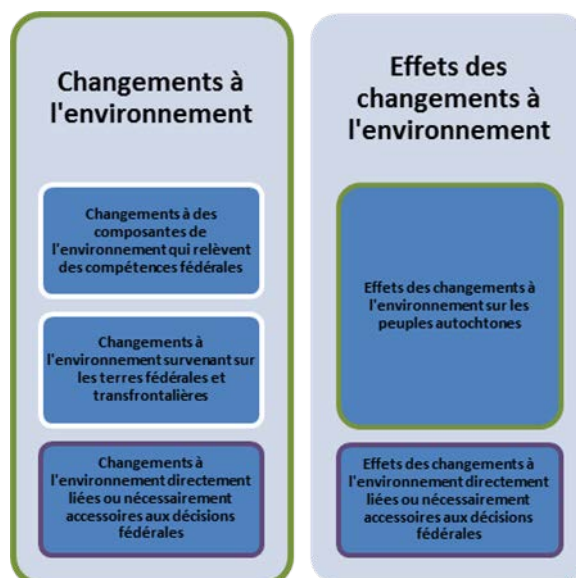 Changements à
l'environnement
Changements à des
composantes de
l'environnement qui relèvent
des compétences fédérales
Changements à
l'environnement survenant sur
les terres fédérales et
transfrontalières
Changements à
l'environnement directement
liées ou nécessairement
accessoires aux décisions
fédérales
Effets des
changements à
l'environnement
Effets des changements à
l'environnement sur les
peuples autochtones
Effets des changements à
l'environnement directement
liées ou nécessairement
accessoires aux décisions
fédérales